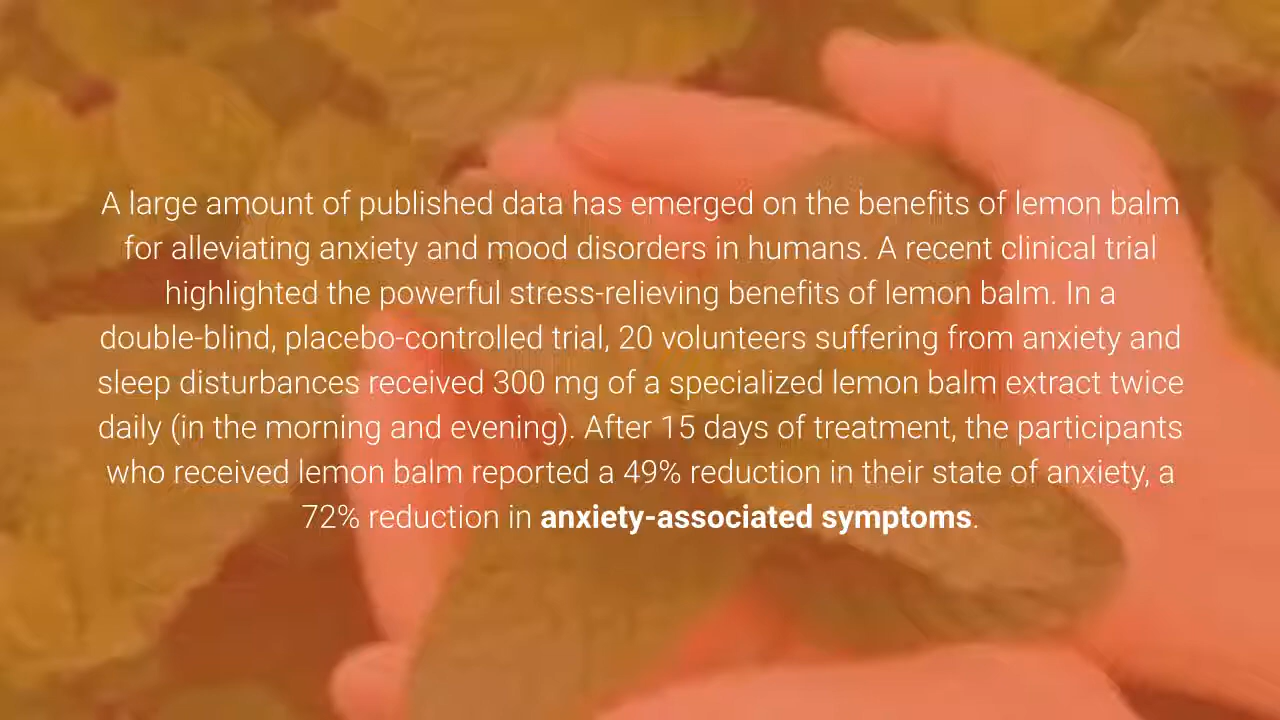 A large amount of published data has emerged on the benefits of lemon balm
for alleviating anxiety and mood disorders in humans. A recent clinical trial
highlighted the powerful stress-relieving benefits of lemon balm. In a
double-blind, placebo-controlled trial, 20 volunteers suffering from anxiety and
sleep disturbances received 300 mg of a specialized lemon balm extract twice
daily (in the morning and evening). After 15 days of treatment, the participants
who received lemon balm reported a 49% reduction in their state of anxiety, a
72% reduction in anxiety-associated symptoms.